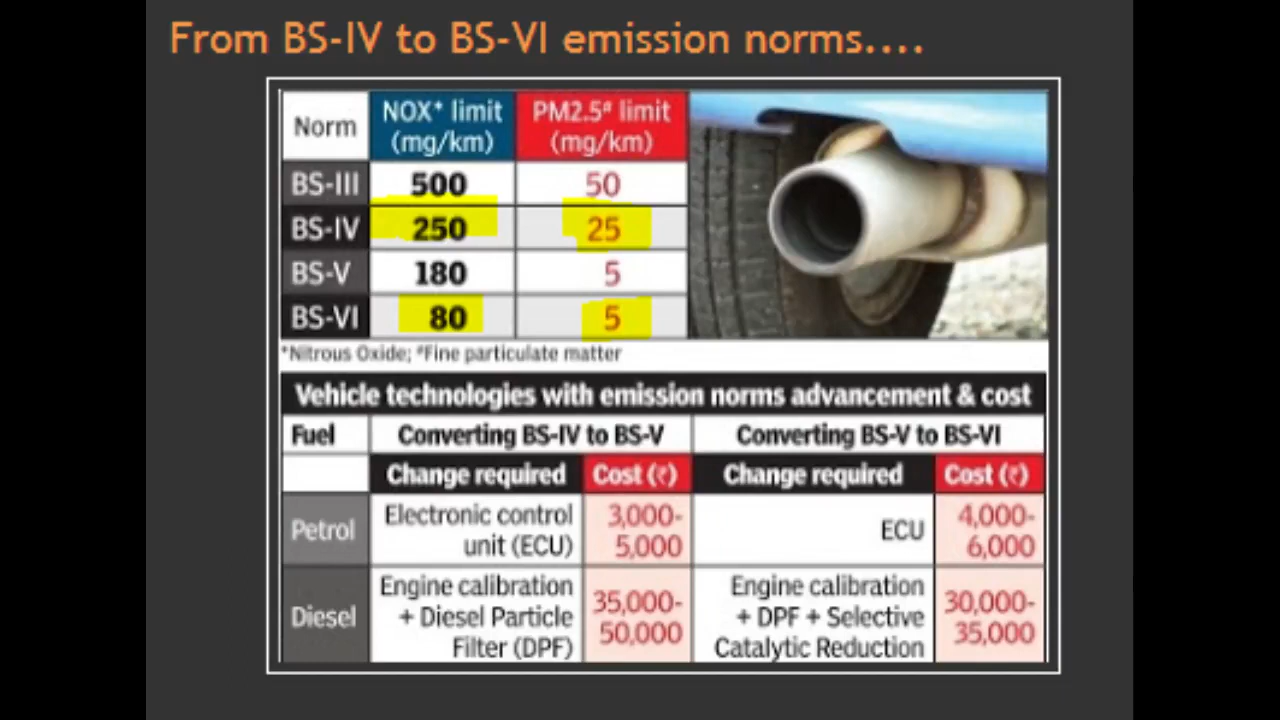 From BS-IV to BS-VI emission norms....
Norm NOX* limit (mg/km) PM2.5# limit (mg/km)
BS-III 500 50
BS-IV 250 25
BS-V 180 5
BS-VI 80 5
*Nitrous Oxide; #Fine particulate matter
Vehicle technologies with emission norms advancement & cost
Fuel Converting BS-IV to BS-V Converting BS-V to BS-VI
Change required Cost (₹) Change required Cost (₹)
Petrol Electronic control unit (ECU) 3,000-5,000 ECU 4,000-6,000
Diesel Engine calibration + Diesel Particle Filter (DPF) 35,000-50,000 Engine calibration + DPF + Selective Catalytic Reduction 30,000-35,000